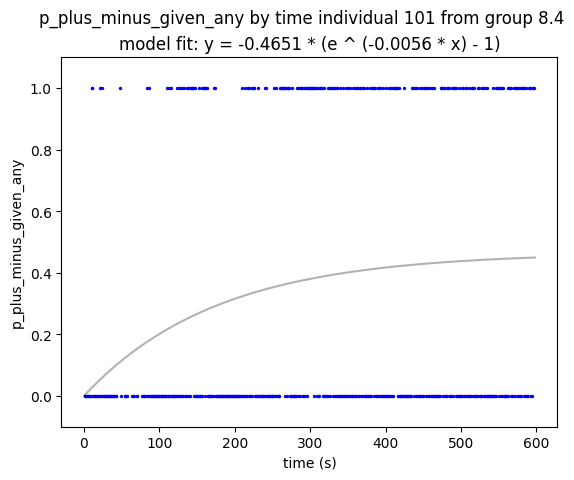 p_plus_minus_given_any by time individual 101 from group 8.4
model fit: y = -0.4651 * (e ^ (-0.0056 * x) - 1)
1.0
0.8
0.6
0.4
0.2
0.0
p_plus_minus_given_any
0 100 200 300 400 500 600
time (s)